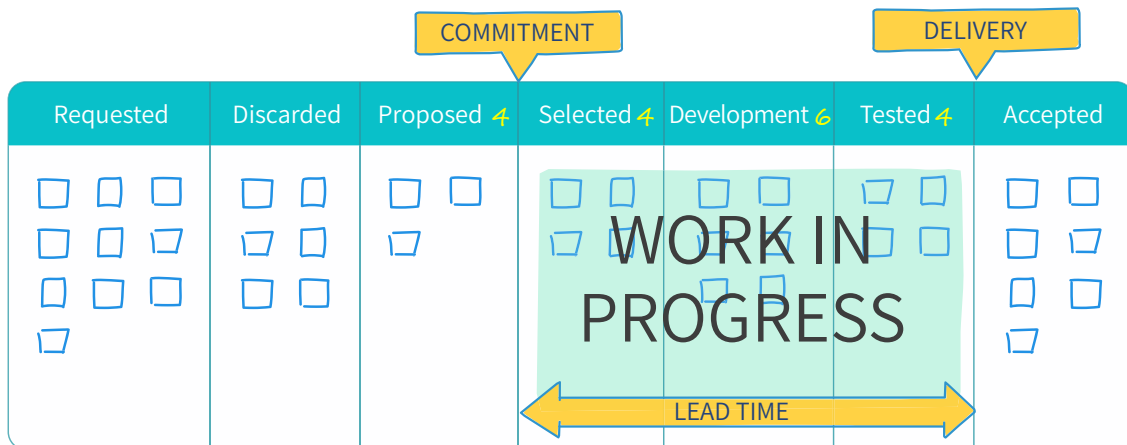 COMMITMENT
DELIVERY
Requested
Discarded
Proposed 4
Selected 4
Development 6
Tested 4
Accepted
WORK IN
PROGRESS
LEAD TIME